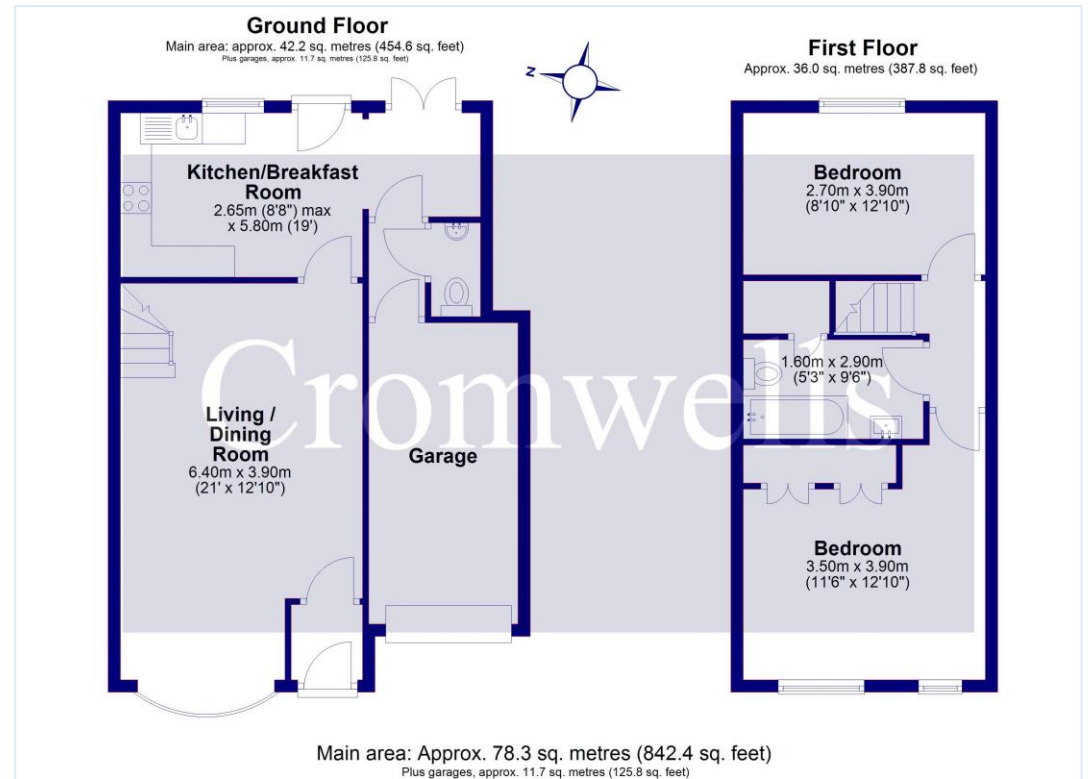 Ground Floor
Main area: approx. 42.2 sq. metres (454.6 sq. feet)
Plus garages, approx. 11.7 sq. metres (125.8 sq. feet)
N
First Floor
Approx. 36.0 sq. metres (387.8 sq. feet)
Kitchen/Breakfast
Room
2.65m (8'8") max
x 5.80m (19')
Bedroom
2.70m x 3.90m
(8'10" x 12'10")
1.60m x 2.90m
(5'3" x 9'6")
Cromwells
Living /
Dining
Room
6.40m x 3.90m
(21' x 12'10")
Garage
Bedroom
3.50m x 3.90m
(11'6" x 12'10")
Main area: Approx. 78.3 sq. metres (842.4 sq. feet)
Plus garages, approx. 11.7 sq. metres (125.8 sq. feet)